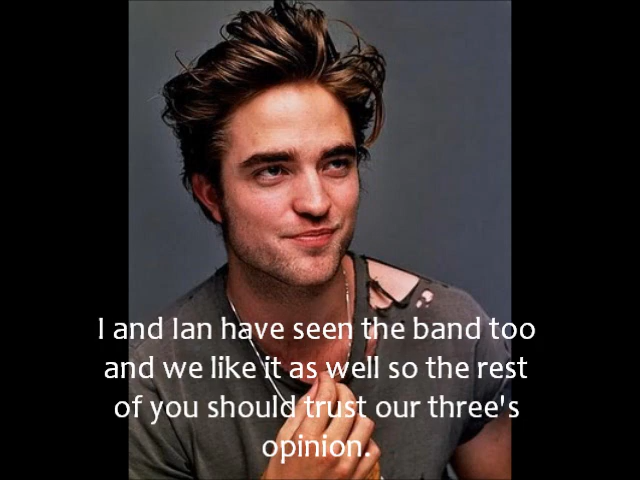 I and Ian have seen the band too
and we like it as well so the rest
of you should trust our three's
opinion.